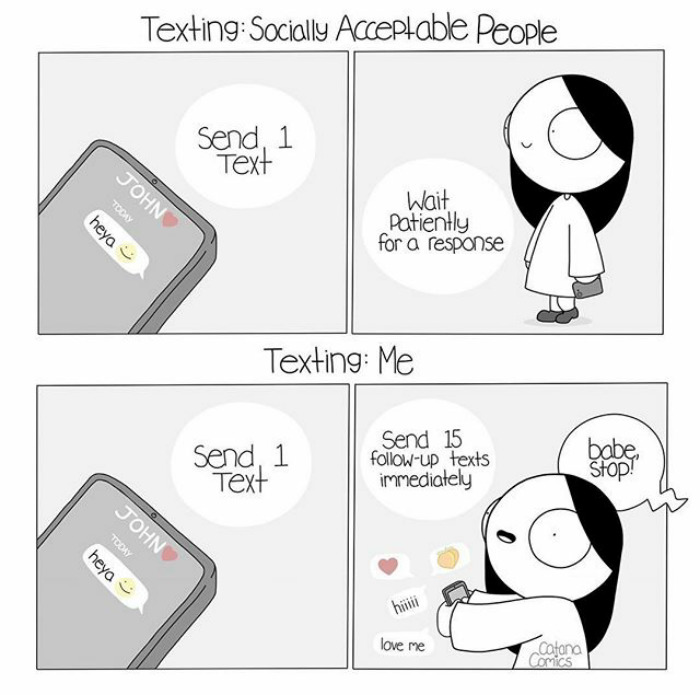 Texting: Socially Acceptable People
Send 1
Text
JOHN
TODAY
heya
Wait
Patiently
for a response
Texting: Me
Send 1
Text
JOHN
TODAY
heya
Send 15
follow-up texts
immediately
babe,
stop!
hiiiii
love me
Catana
Comics